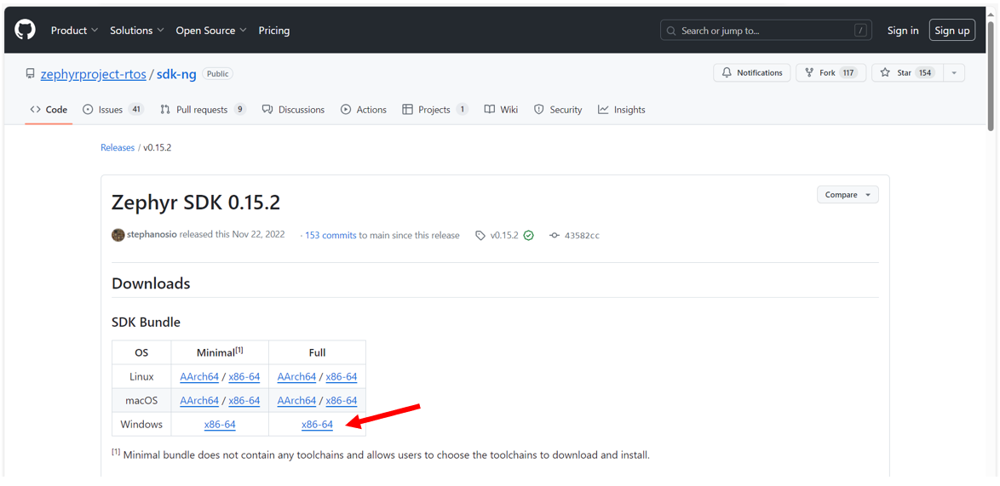 Product Solutions Open Source Pricing Search or jump to... / Sign in Sign up
zephyrproject-rtos / sdk-ng Public Notifications Fork 117 Star 154
Code Issues 41 Pull requests 9 Discussions Actions Projects 1 Wiki Security Insights
Releases / v0.15.2
Zephyr SDK 0.15.2 Compare
stephanosio released this Nov 22, 2022 · 153 commits to main since this release v0.15.2 43582cc
Downloads
SDK Bundle
OS Minimal[1] Full
Linux AArch64 / x86-64 AArch64 / x86-64
macOS AArch64 / x86-64 AArch64 / x86-64
Windows x86-64 x86-64
[1] Minimal bundle does not contain any toolchains and allows users to choose the toolchains to download and install.